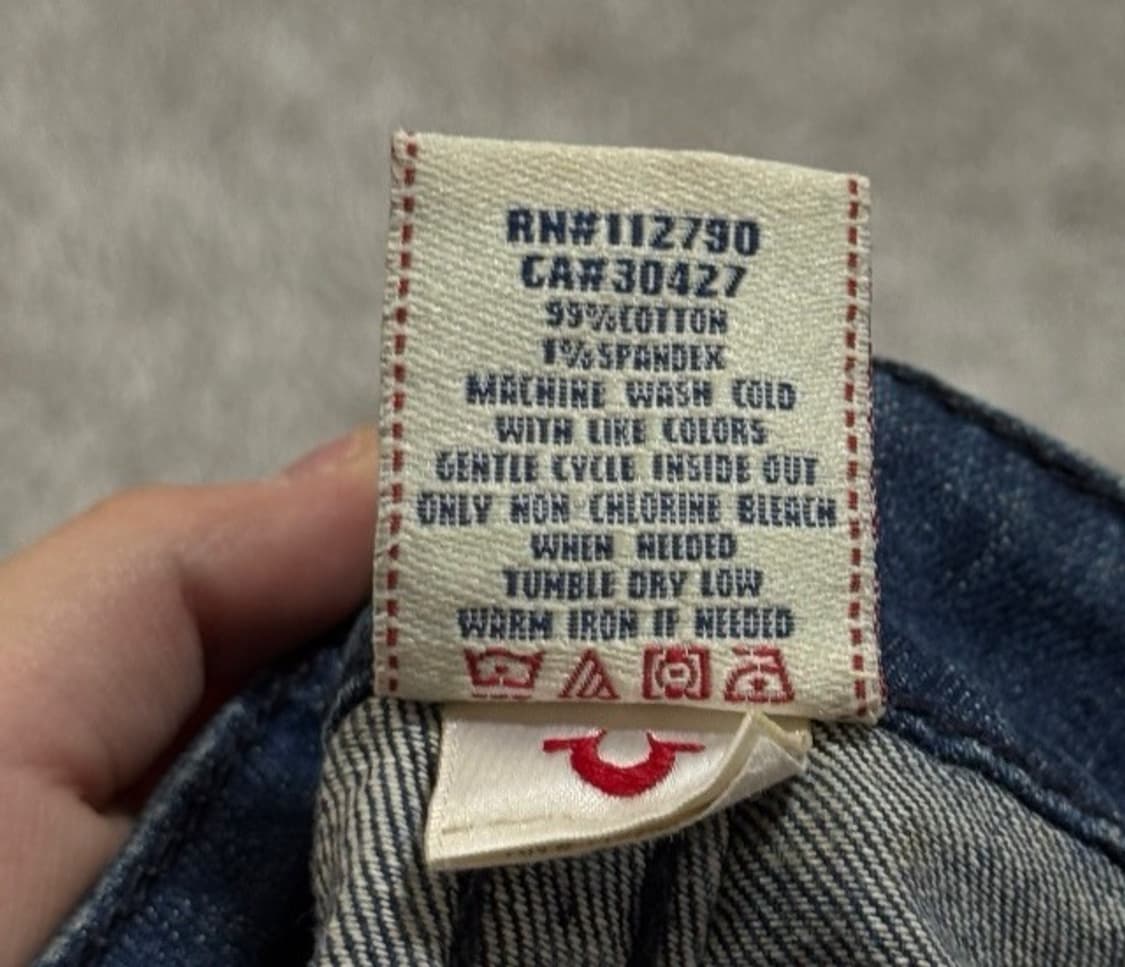 RN#112790
CA#30427
99%COTTON
1%SPANDEX
MACHINE WASH COLD
WITH LIKE COLORS
GENTLE CYCLE INSIDE OUT
ONLY NON CHLORINE BLEACH
WHEN NEEDED
TUMBLE DRY LOW
WARM IRON IF NEEDED